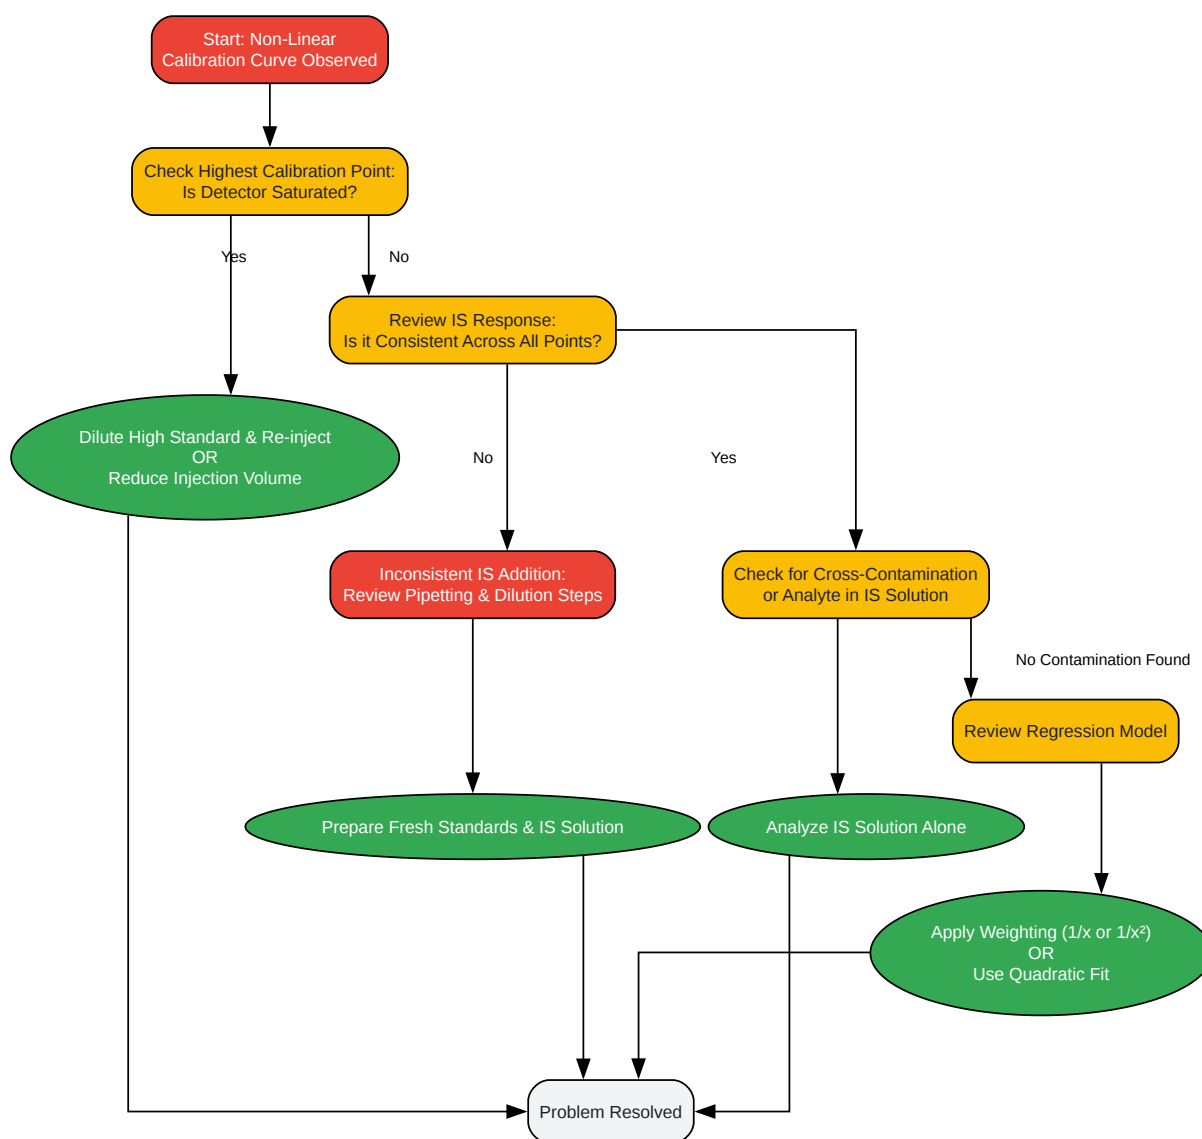 Start: Non-Linear
Calibration Curve Observed
Check Highest Calibration Point:
Is Detector Saturated?
Yes
No
Review IS Response:
Is it Consistent Across All Points?
Dilute High Standard & Re-inject
OR
Reduce Injection Volume
No
Yes
Inconsistent IS Addition:
Review Pipetting & Dilution Steps
Check for Cross-Contamination
or Analyte in IS Solution
No Contamination Found
Review Regression Model
Prepare Fresh Standards & IS Solution
Analyze IS Solution Alone
Apply Weighting (1/x or 1/x²)
OR
Use Quadratic Fit
Problem Resolved